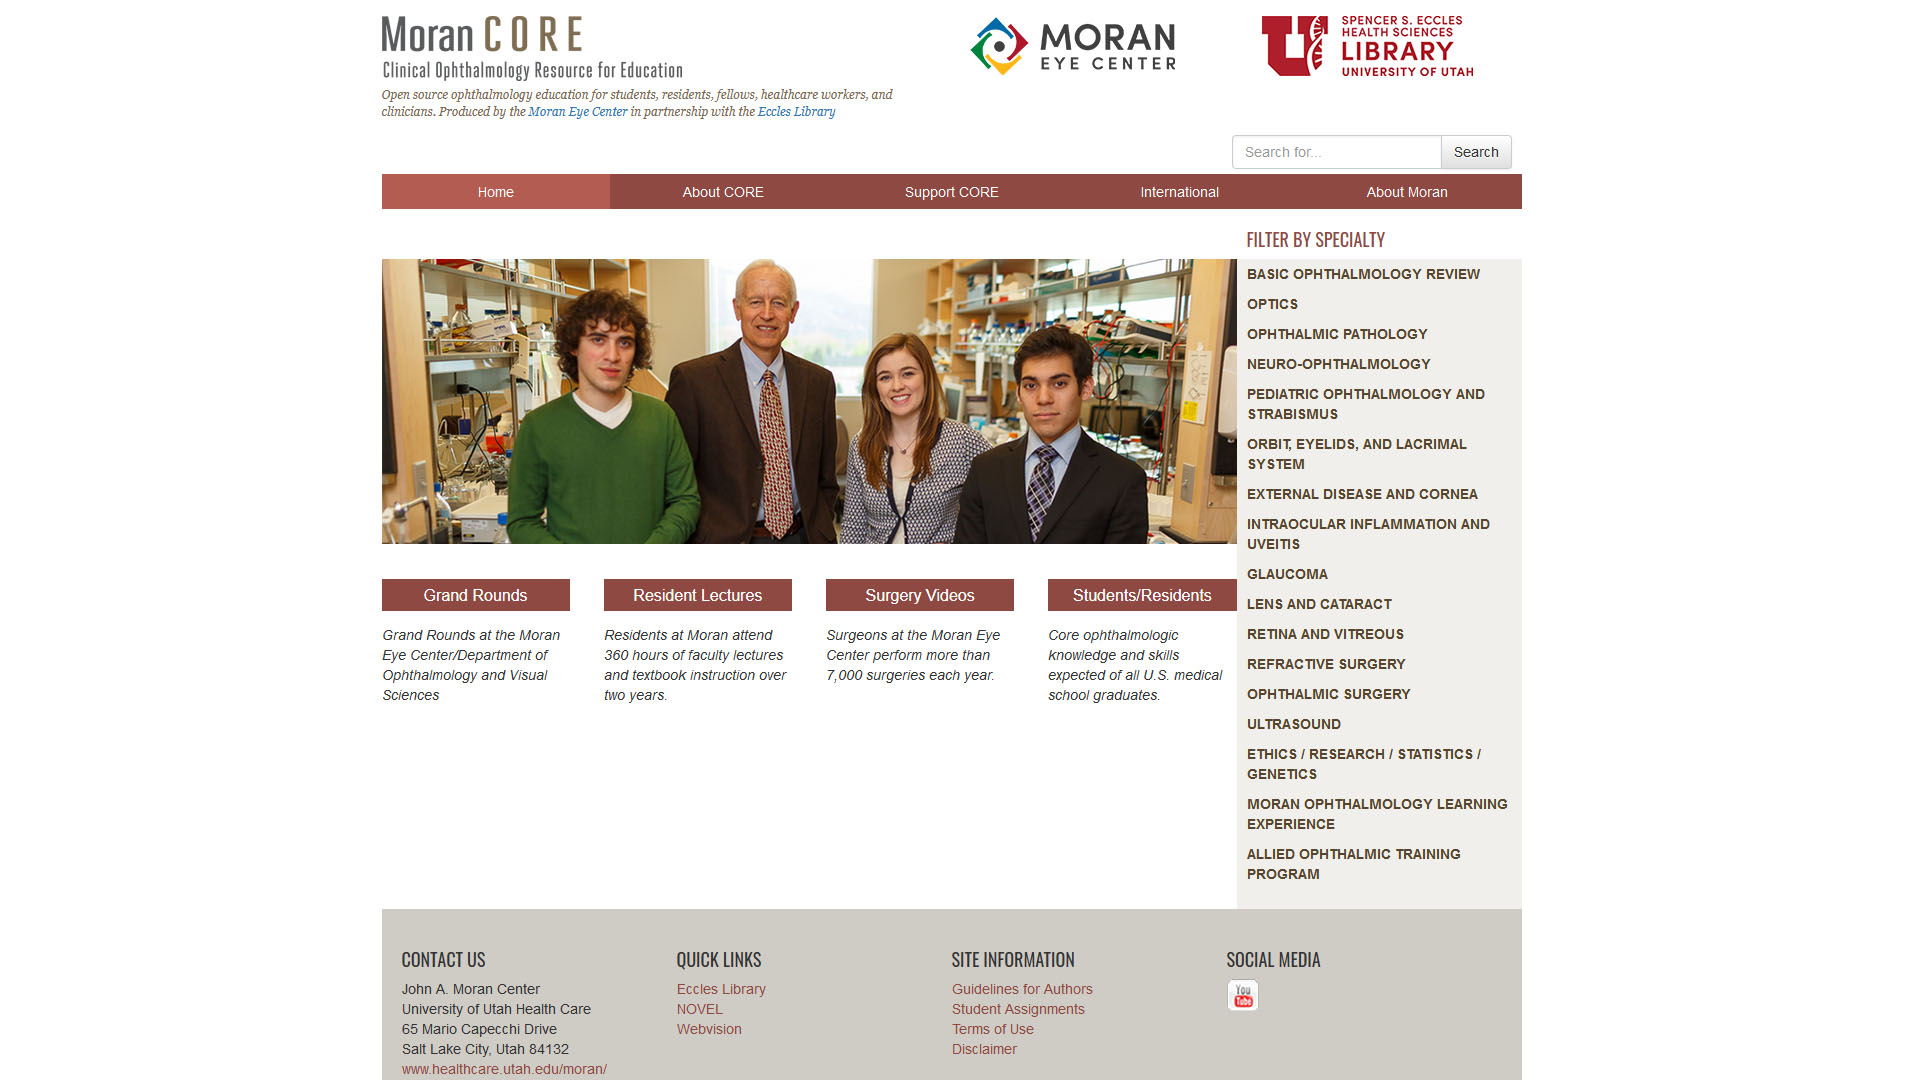 Moran CORE
Clinical Ophthalmology Resource for Education
Open source ophthalmology education for students, residents, fellows, healthcare workers, and
clinicians. Produced by the Moran Eye Center in partnership with the Eccles Library
MORAN
EYE CENTER
U
SPENCER S. ECCLES
HEALTH SCIENCES
LIBRARY
UNIVERSITY OF UTAH
Search for...
Search
Home
About CORE
Support CORE
International
About Moran
FILTER BY SPECIALTY
BASIC OPHTHALMOLOGY REVIEW
OPTICS
OPHTHALMIC PATHOLOGY
NEURO-OPHTHALMOLOGY
PEDIATRIC OPHTHALMOLOGY AND
STRABISMUS
ORBIT, EYELIDS, AND LACRIMAL
SYSTEM
EXTERNAL DISEASE AND CORNEA
INTRAOCULAR INFLAMMATION AND
UVEITIS
GLAUCOMA
LENS AND CATARACT
RETINA AND VITREOUS
REFRACTIVE SURGERY
OPHTHALMIC SURGERY
ULTRASOUND
ETHICS / RESEARCH / STATISTICS /
GENETICS
MORAN OPHTHALMOLOGY LEARNING
EXPERIENCE
ALLIED OPHTHALMIC TRAINING
PROGRAM
Grand Rounds
Grand Rounds at the Moran
Eye Center/Department of
Ophthalmology and Visual
Sciences
Resident Lectures
Residents at Moran attend
360 hours of faculty lectures
and textbook instruction over
two years.
Surgery Videos
Surgeons at the Moran Eye
Center perform more than
7,000 surgeries each year.
Students/Residents
Core ophthalmologic
knowledge and skills
expected of all U.S. medical
school graduates.
CONTACT US
John A. Moran Center
University of Utah Health Care
65 Mario Capecchi Drive
Salt Lake City, Utah 84132
www.healthcare.utah.edu/moran/
QUICK LINKS
Eccles Library
NOVEL
Webvision
SITE INFORMATION
Guidelines for Authors
Student Assignments
Terms of Use
Disclaimer
SOCIAL MEDIA
You
Tube